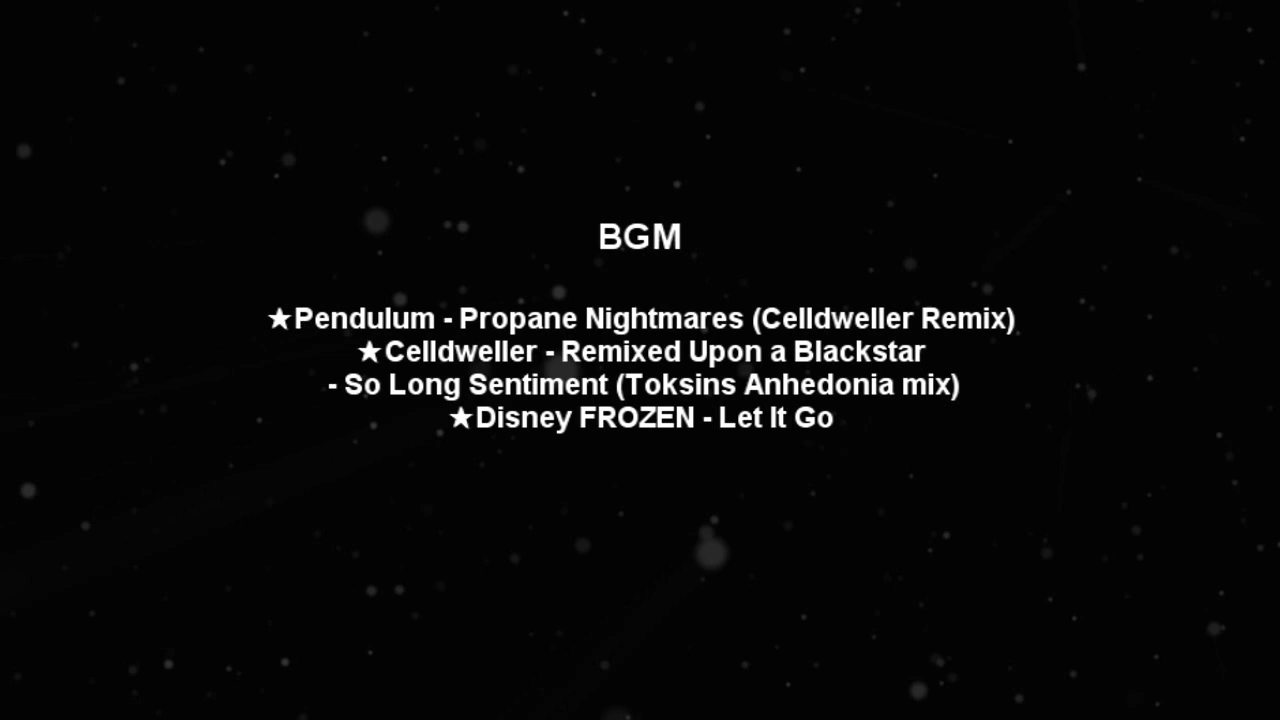 BGM
★Pendulum - Propane Nightmares (Celldweller Remix)
★Celldweller - Remixed Upon a Blackstar
- So Long Sentiment (Toksins Anhedonia mix)
★Disney FROZEN - Let It Go